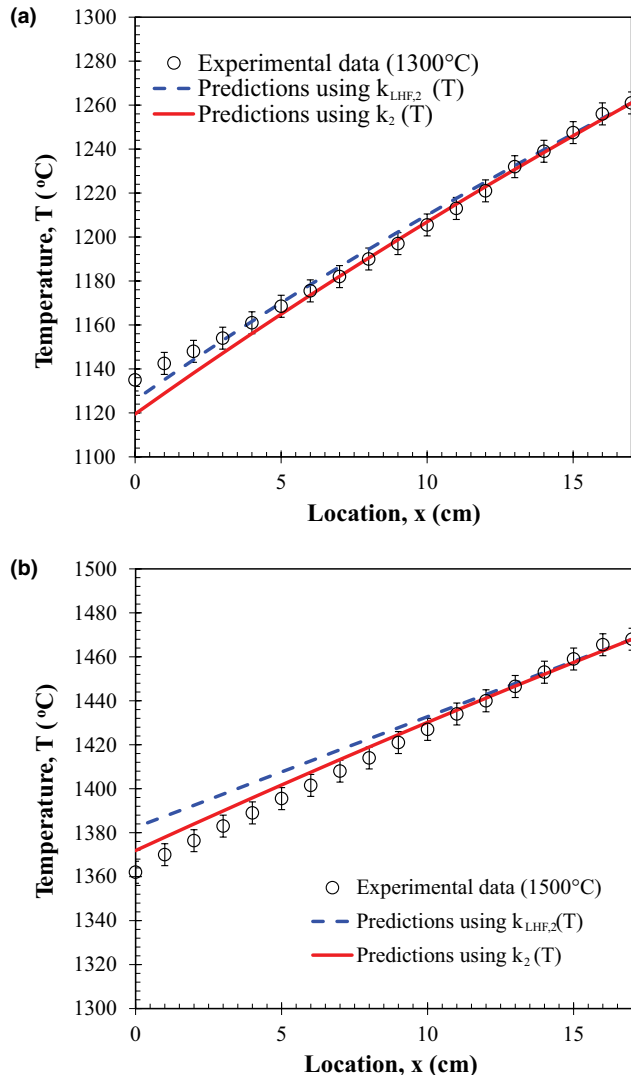 (a)
1300
1280
1260
1240
1220
1200
1180
1160
1140
1120
1100
Temperature, T ( °C)
Experimental data (1300°C)
Predictions using k_LHF,2 (T)
Predictions using k_2 (T)
0 5 10 15
Location, x (cm)
(b)
1500
1480
1460
1440
1420
1400
1380
1360
1340
1320
1300
Temperature, T ( °C)
Experimental data (1500°C)
Predictions using k_LHF,2(T)
Predictions using k_2 (T)
0 5 10 15
Location, x (cm)